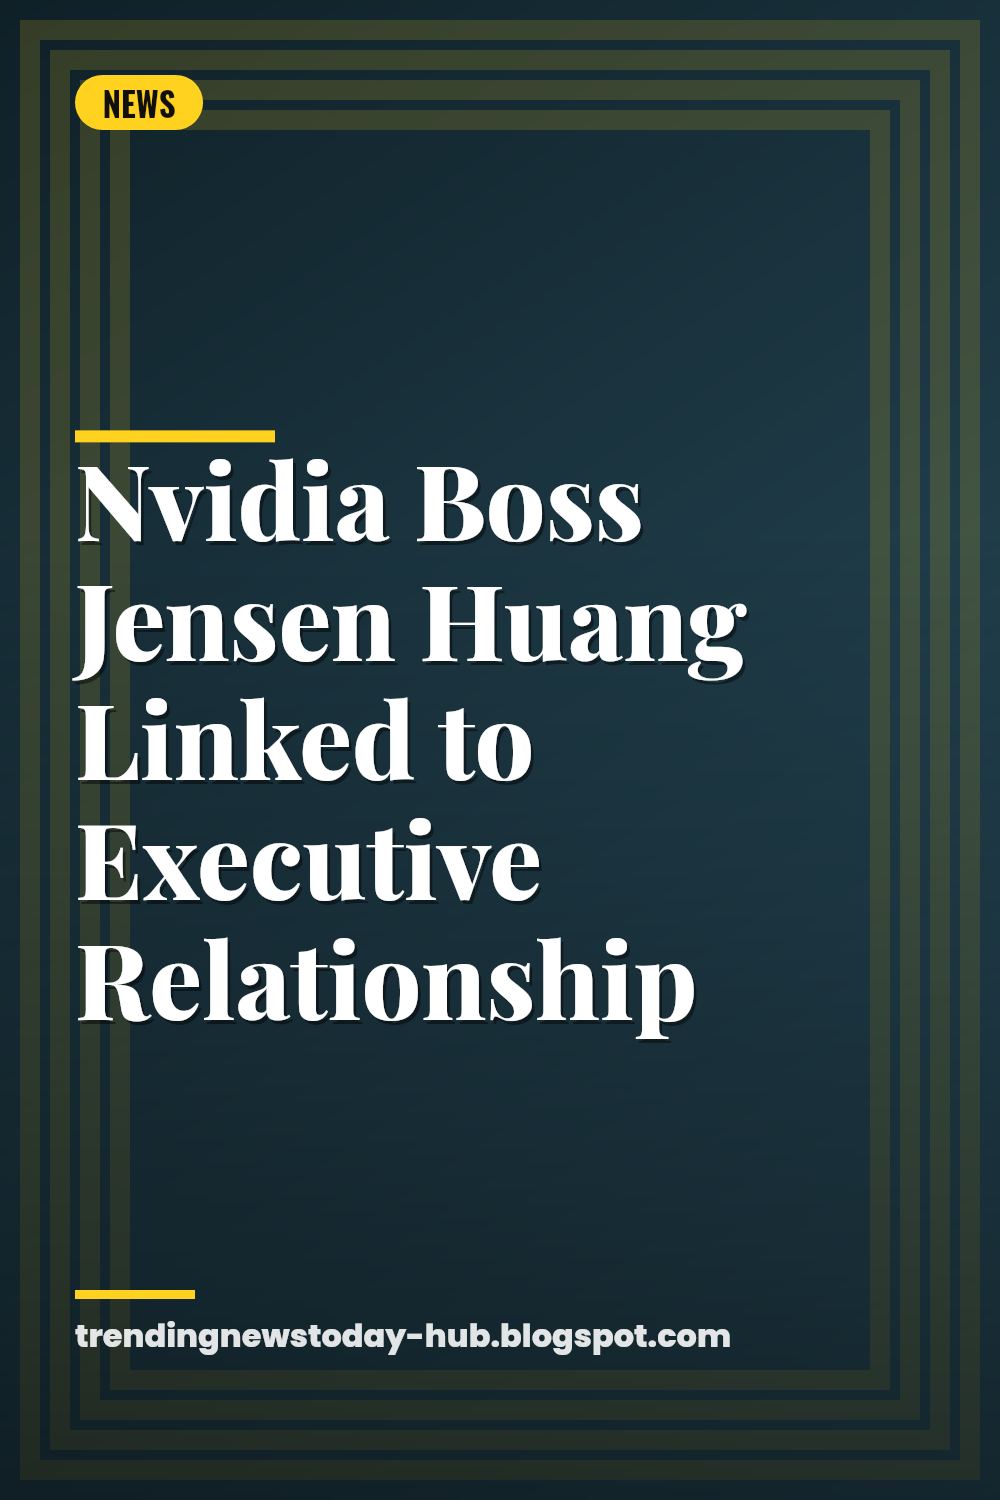 NEWS
Nvidia Boss
Jensen Huang
Linked to
Executive
Relationship
trendingnewstoday-hub.blogspot.com